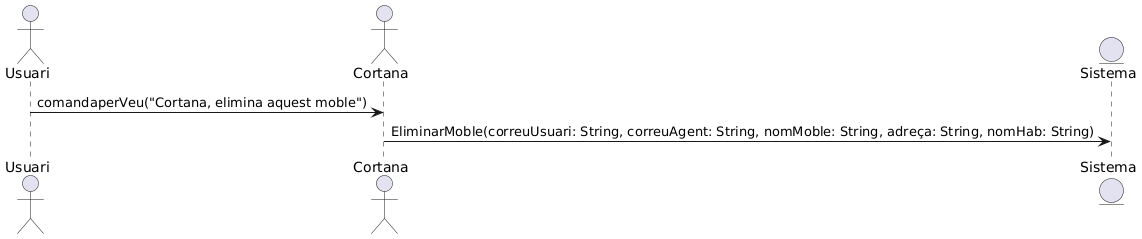 Usuari
Cortana
Sistema
comandaperVeu("Cortana, elimina aquest moble")
EliminarMoble(correuUsuari: String, correuAgent: String, nomMoble: String, adreça: String, nomHab: String)
Usuari
Cortana
Sistema